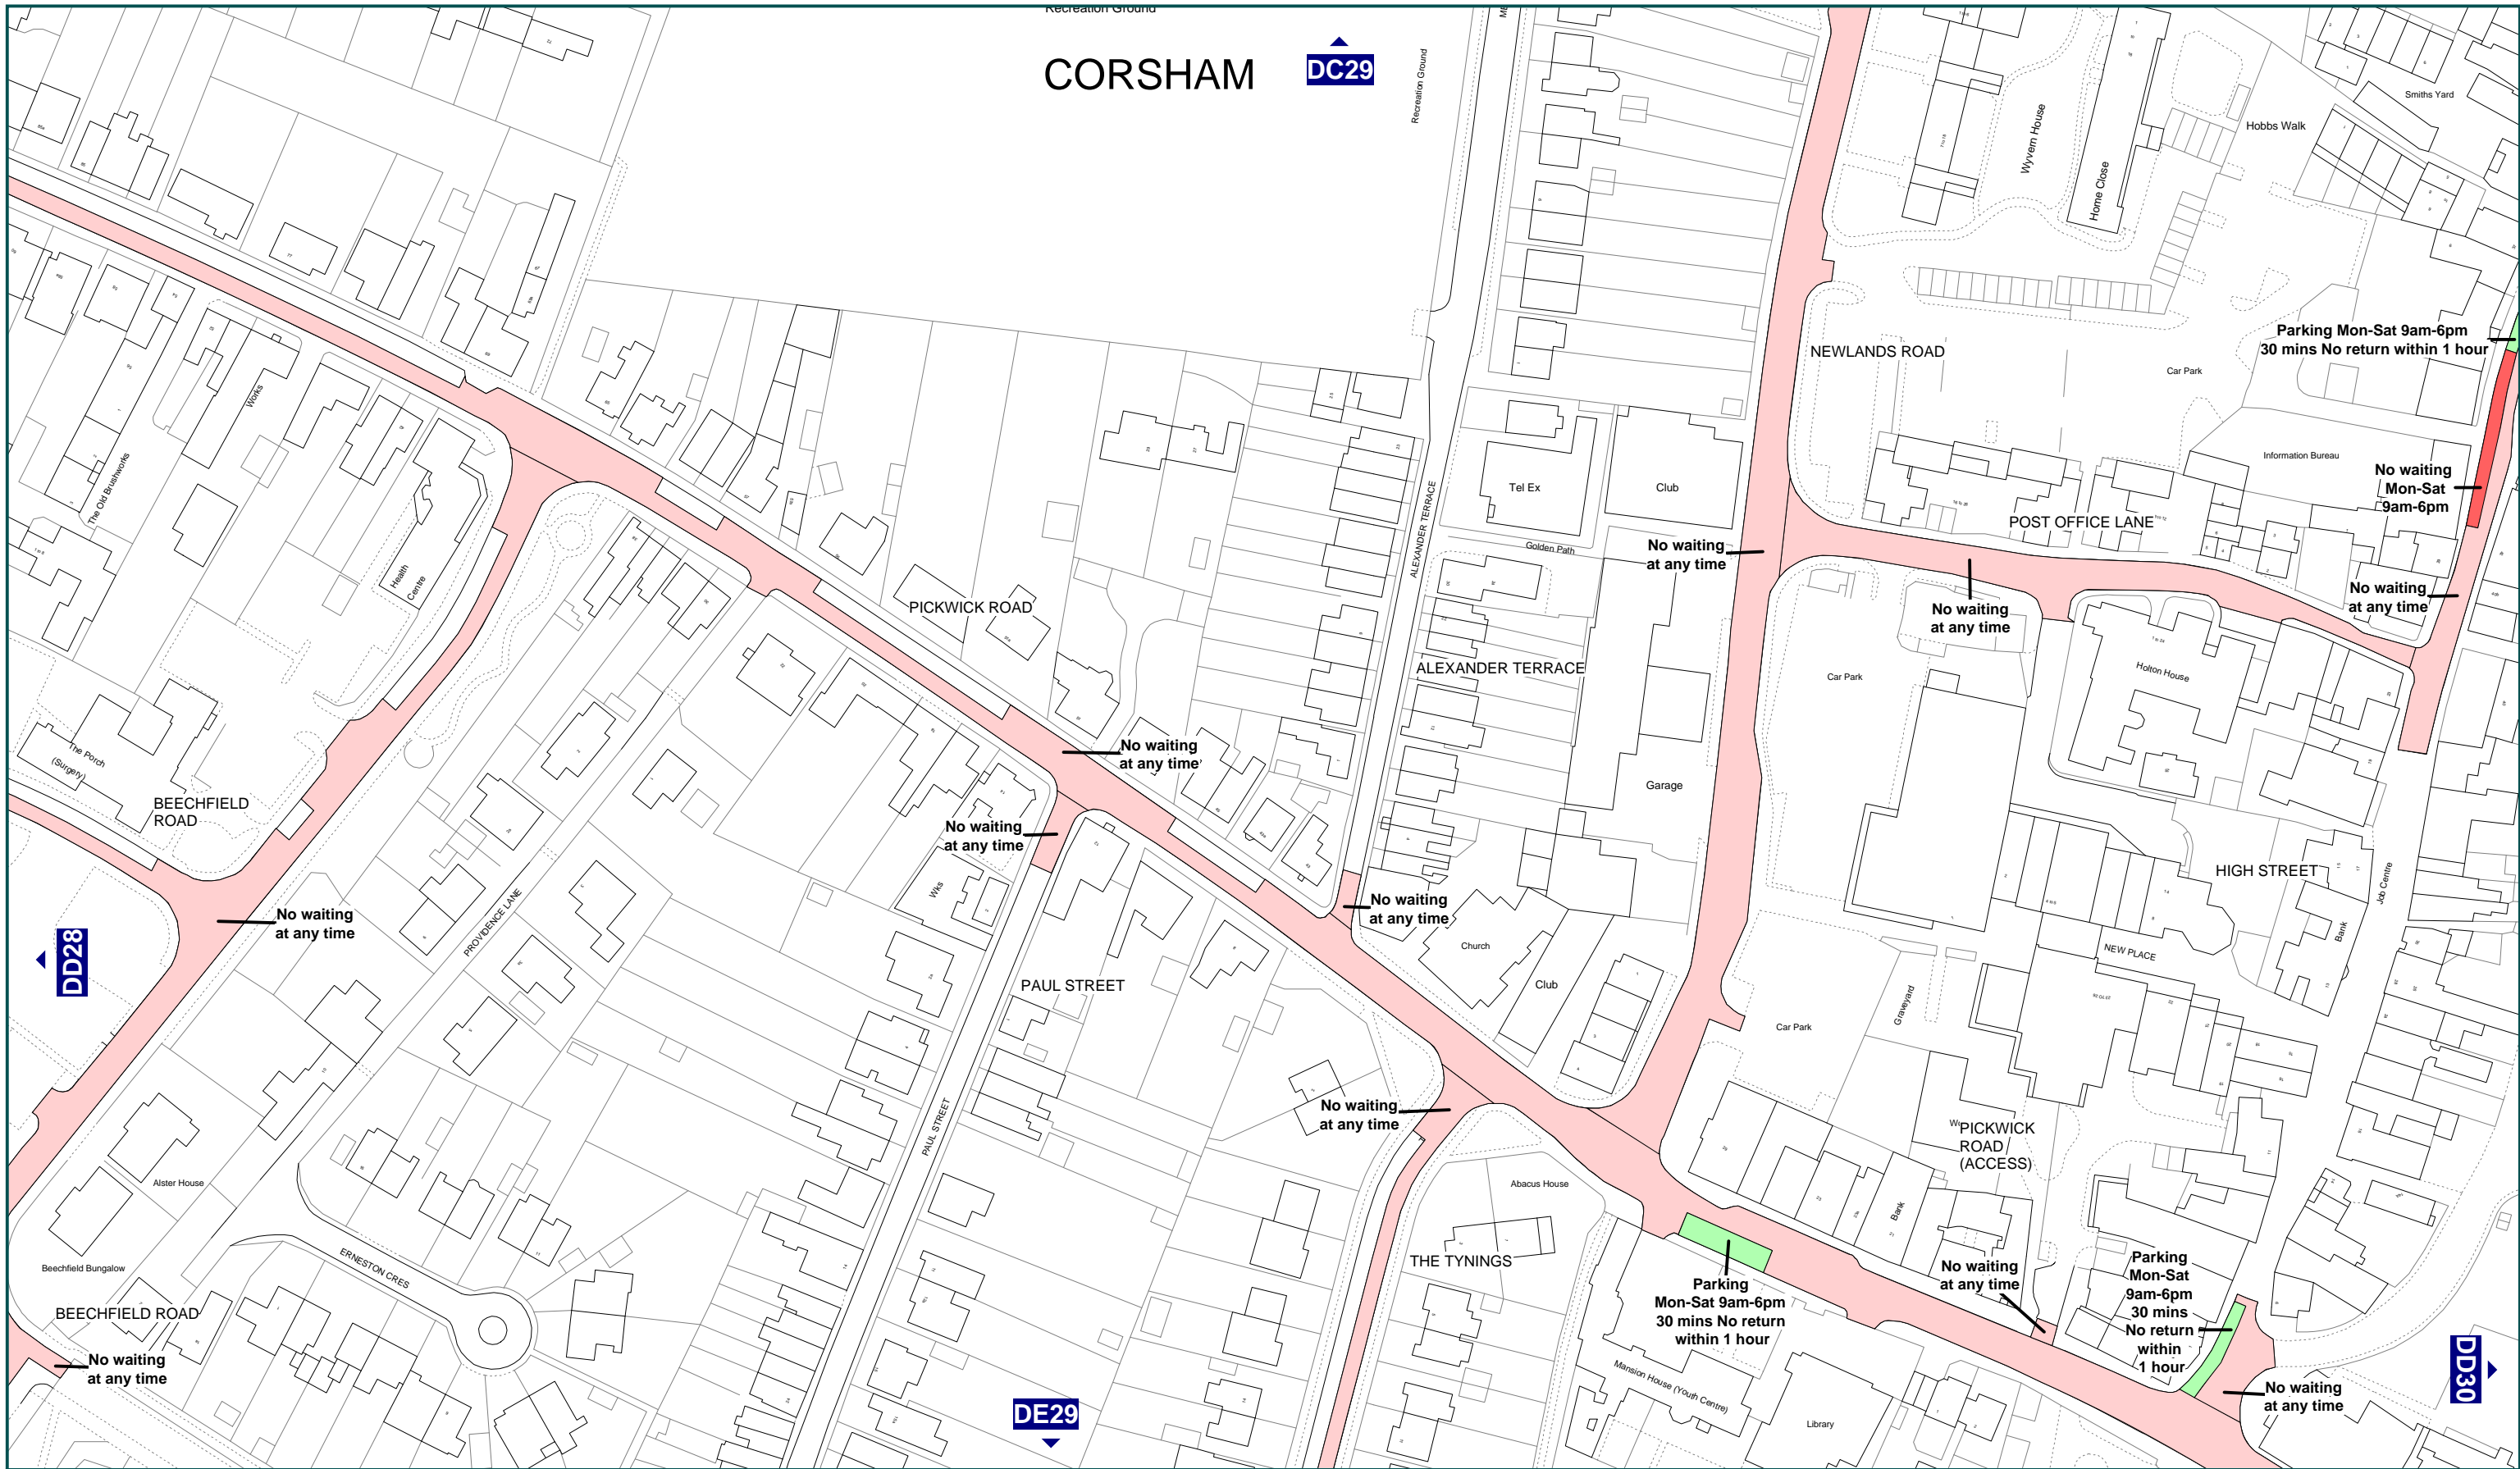 Recreation Ground
CORSHAM
DC29
Recreation Ground
Wyvern House
Home Close
Hobbs Walk
Smiths Yard
Parking Mon-Sat 9am-6pm
30 mins No return within 1 hour
NEWLANDS ROAD
Car Park
Works
The Old Brushworks
Health
Centre
Tel Ex
Club
Information Bureau
No waiting
Mon-Sat
9am-6pm
POST OFFICE LANE
Golden Path
ALEXANDER TERRACE
No waiting
at any time
No waiting
at any time
No waiting
at any time
PICKWICK ROAD
ALEXANDER TERRACE
Car Park
Holton House
The Porch
(Surgery)
No waiting
at any time
Garage
BEECHFIELD
ROAD
No waiting
at any time
Wks
HIGH STREET
Job Centre
Bank
No waiting
at any time
No waiting
at any time
PROVIDENCE LANE
DD28
Church
Club
NEW PLACE
PAUL STREET
Graveyard
Car Park
No waiting
at any time
PAUL STREET
PICKWICK
ROAD
(ACCESS)
Alster House
Abacus House
Bank
Beechfield Bungalow
ERNESTON CRES
THE TYNINGS
No waiting
at any time
Parking
Mon-Sat
9am-6pm
30 mins
No return
within
1 hour
Parking
Mon-Sat 9am-6pm
30 mins No return
within 1 hour
BEECHFIELD ROAD
No waiting
at any time
Mansion House (Youth Centre)
Library
No waiting
at any time
DD30
DE29